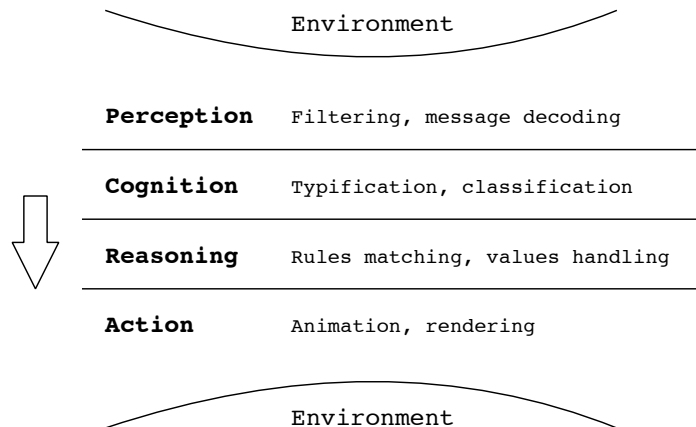 Environment
Perception Filtering, message decoding
Cognition Typification, classification
Reasoning Rules matching, values handling
Action Animation, rendering
Environment